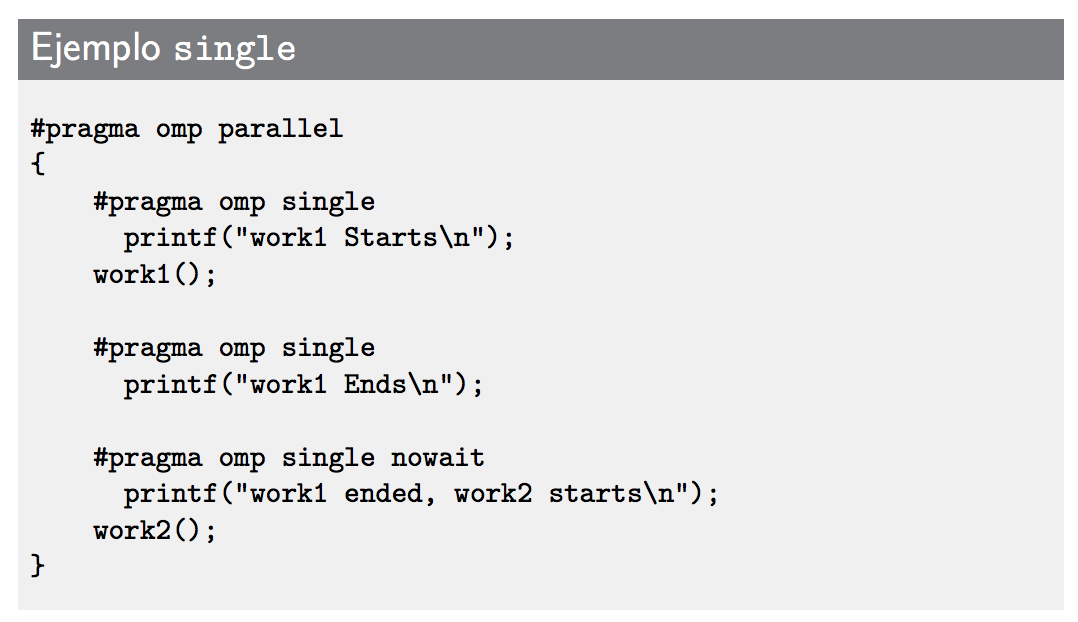 Ejemplo single
#pragma omp parallel
{
    #pragma omp single
      printf("work1 Starts\n");
    work1();

    #pragma omp single
      printf("work1 Ends\n");

    #pragma omp single nowait
      printf("work1 ended, work2 starts\n");
    work2();
}